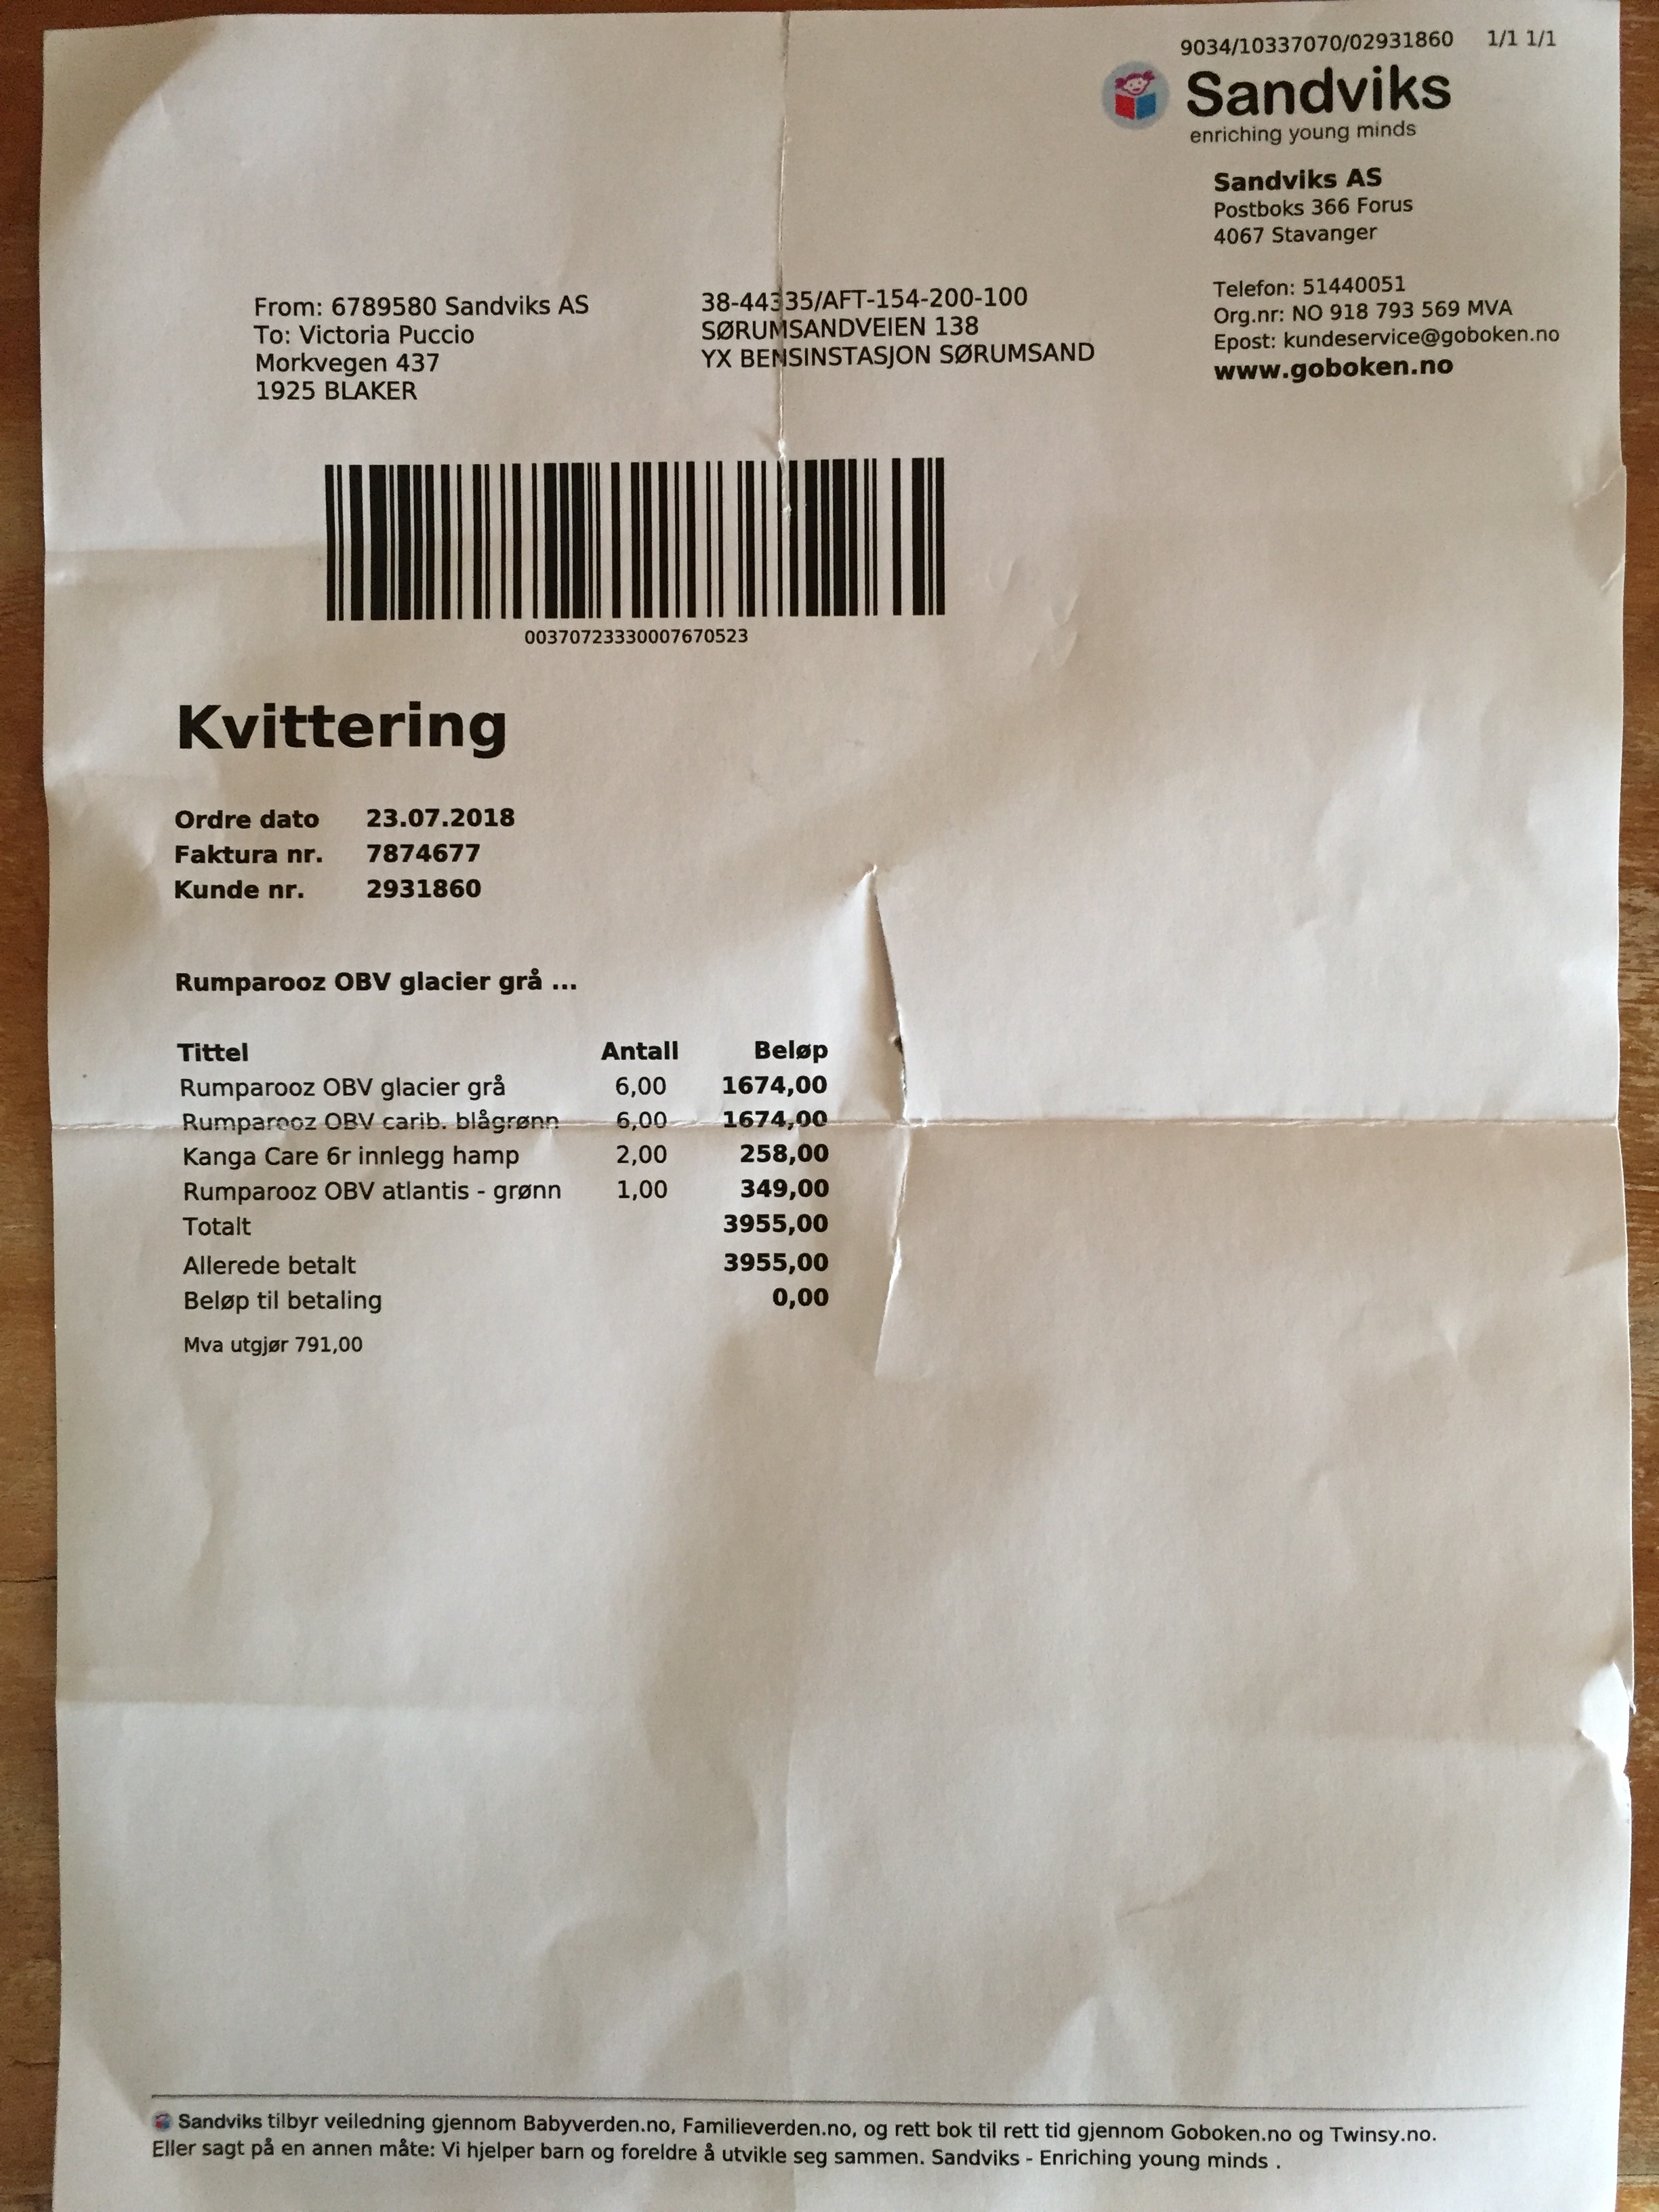 9034/10337070/02931860 1/1 1/1
Sandviks
enriching young minds
Sandviks AS
Postboks 366 Forus
4067 Stavanger
Telefon: 51440051
Org.nr: NO 918 793 569 MVA
Epost: kundeservice@goboken.no
www.goboken.no
From: 6789580 Sandviks AS
To: Victoria Puccio
Morkvegen 437
1925 BLAKER
38-44335/AFT-154-200-100
SØRUMSANDVEIEN 138
YX BENSINSTASJON SØRUMSAND
00370723330007670523
Kvittering
Ordre dato 23.07.2018
Faktura nr. 7874677
Kunde nr. 2931860
Rumparooz OBV glacier grå ...
Tittel Antall Beløp
Rumparooz OBV glacier grå 6,00 1674,00
Rumparooz OBV carib. blågrønn 6,00 1674,00
Kanga Care 6r innlegg hamp 2,00 258,00
Rumparooz OBV atlantis - grønn 1,00 349,00
Totalt 3955,00
Allerede betalt 3955,00
Beløp til betaling 0,00
Mva utgjør 791,00
Sandviks tilbyr veiledning gjennom Babyverden.no, Familieverden.no, og rett bok til rett tid gjennom Goboken.no og Twinsy.no.
Eller sagt på en annen måte: Vi hjelper barn og foreldre å utvikle seg sammen. Sandviks - Enriching young minds .